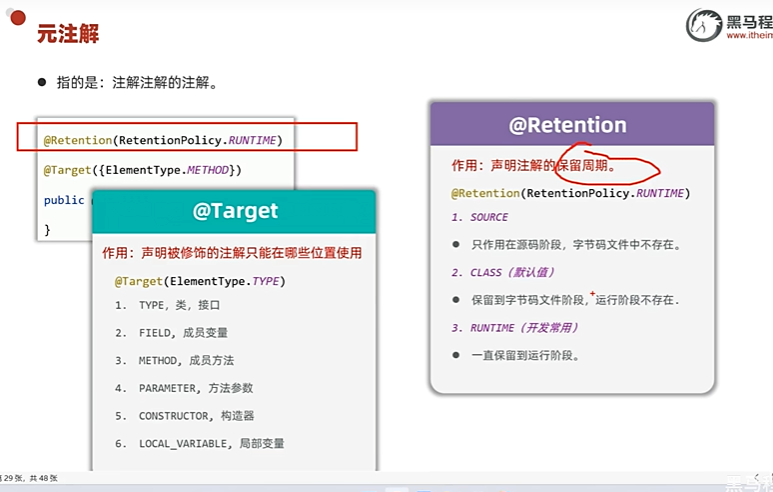 元注解
黑马程
www.itheim
指的是：注解注解的注解。
@Retention(RetentionPolicy.RUNTIME)
@Target({ElementType.METHOD})
public
}
@Target
作用：声明被修饰的注解只能在哪些位置使用
@Target(ElementType.TYPE)
1. TYPE，类，接口
2. FIELD, 成员变量
3. METHOD, 成员方法
4. PARAMETER, 方法参数
5. CONSTRUCTOR, 构造器
6. LOCAL_VARIABLE, 局部变量
@Retention
作用：声明注解的保留周期。
@Retention(RetentionPolicy.RUNTIME)
1. SOURCE
只作用在源码阶段，字节码文件中不存在。
2. CLASS（默认值）
保留到字节码文件阶段，运行阶段不存在.
3. RUNTIME（开发常用）
一直保留到运行阶段。
29 张，共 48 张